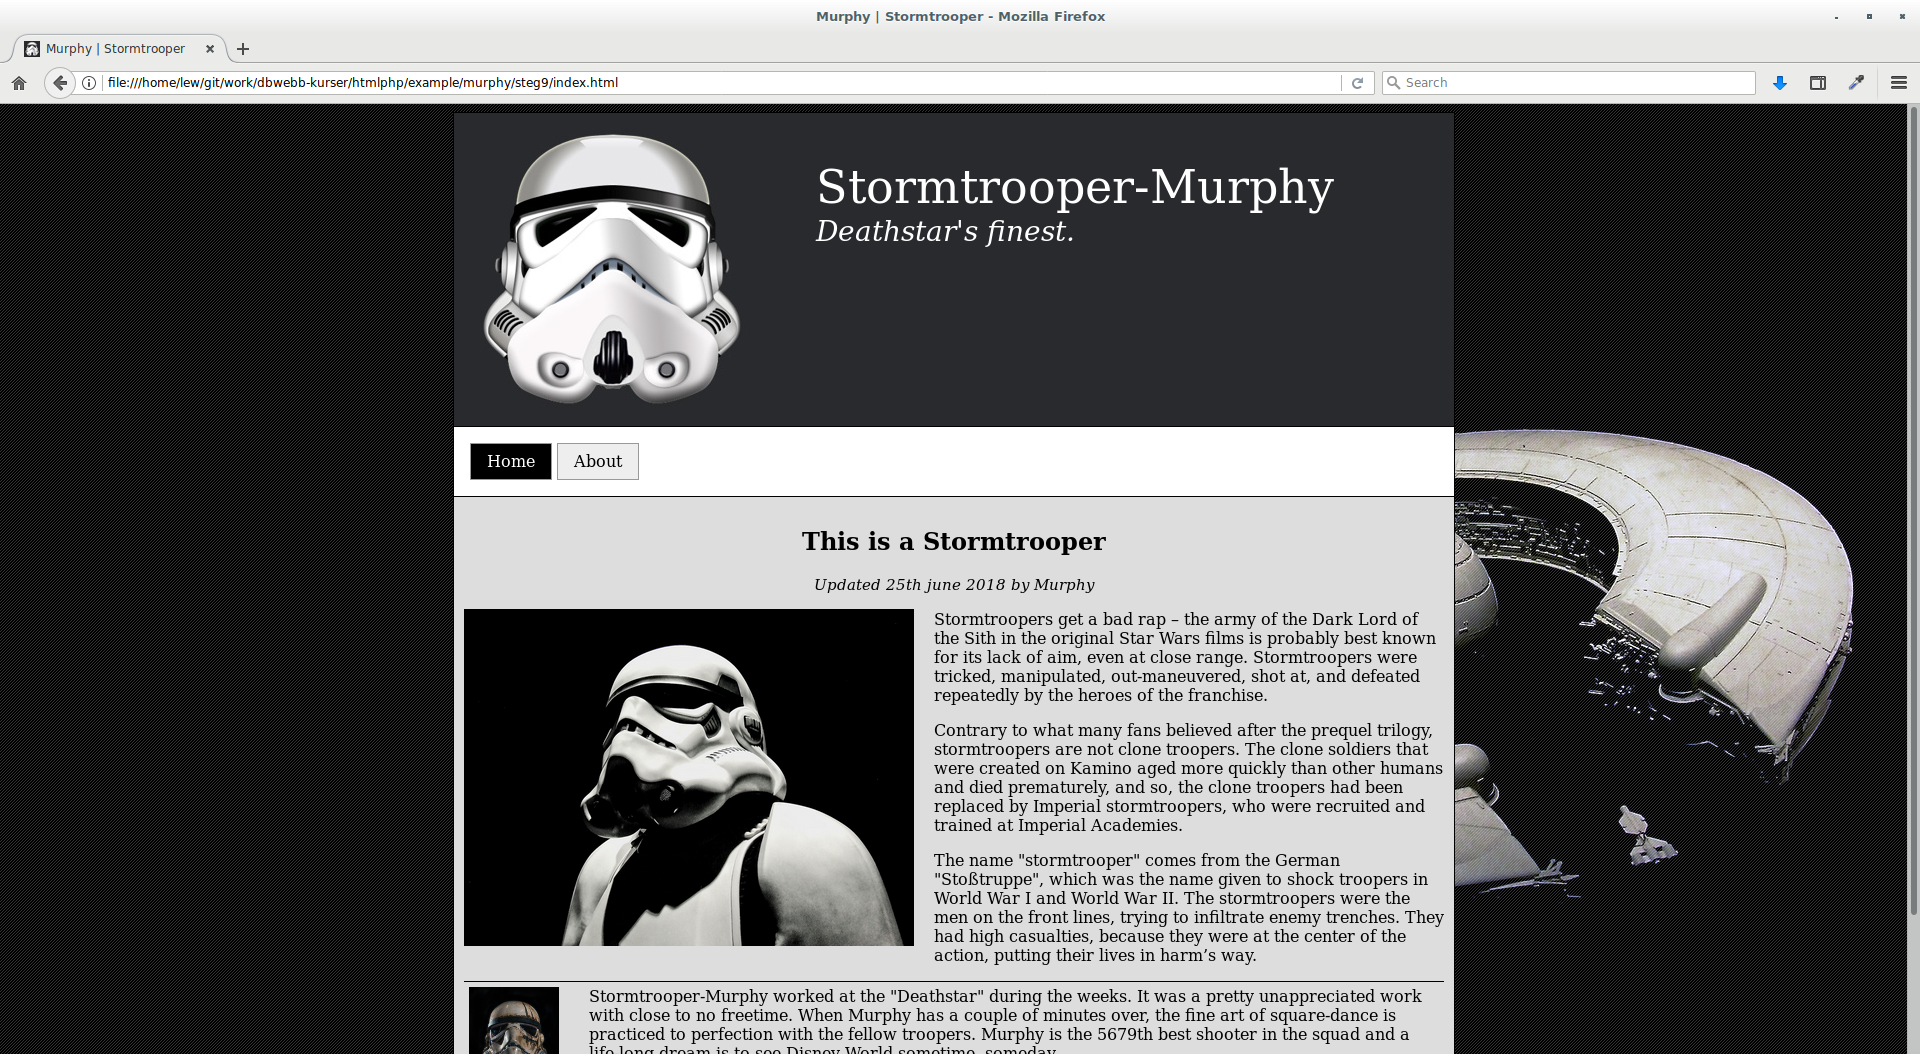 Murphy | Stormtrooper - Mozilla Firefox
Murphy | Stormtrooper
file:///home/lew/git/work/dbwebb-kurser/htmlphp/example/murphy/steg9/index.html
Search
Stormtrooper-Murphy
Deathstar's finest.
Home
About
This is a Stormtrooper
Updated 25th june 2018 by Murphy
Stormtroopers get a bad rap – the army of the Dark Lord of
the Sith in the original Star Wars films is probably best known
for its lack of aim, even at close range. Stormtroopers were
tricked, manipulated, out-maneuvered, shot at, and defeated
repeatedly by the heroes of the franchise.
Contrary to what many fans believed after the prequel trilogy,
stormtroopers are not clone troopers. The clone soldiers that
were created on Kamino aged more quickly than other humans
and died prematurely, and so, the clone troopers had been
replaced by Imperial stormtroopers, who were recruited and
trained at Imperial Academies.
The name "stormtrooper" comes from the German
"Stoßtruppe", which was the name given to shock troopers in
World War I and World War II. The stormtroopers were the
men on the front lines, trying to infiltrate enemy trenches. They
had high casualties, because they were at the center of the
action, putting their lives in harm’s way.
Stormtrooper-Murphy worked at the "Deathstar" during the weeks. It was a pretty unappreciated work
with close to no freetime. When Murphy has a couple of minutes over, the fine art of square-dance is
practiced to perfection with the fellow troopers. Murphy is the 5679th best shooter in the squad and a
life long dream is to see Disney World sometime, someday.